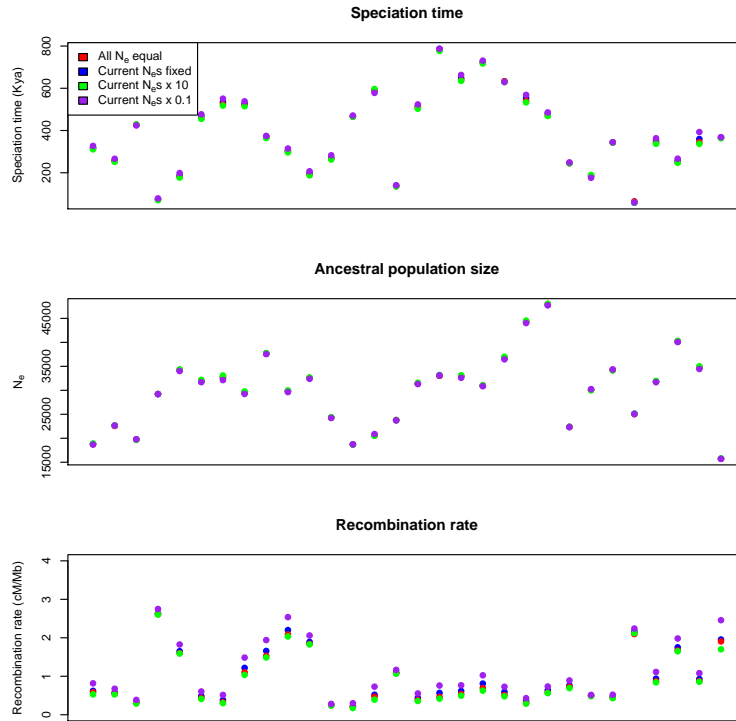 Speciation time
Speciation time (Kya)
800
600
400
200
All Ne equal
Current Nes fixed
Current Nes x 10
Current Nes x 0.1
Ancestral population size
Ne
45000
35000
25000
15000
Recombination rate
Recombination rate (cM/Mb)
4
3
2
1
0